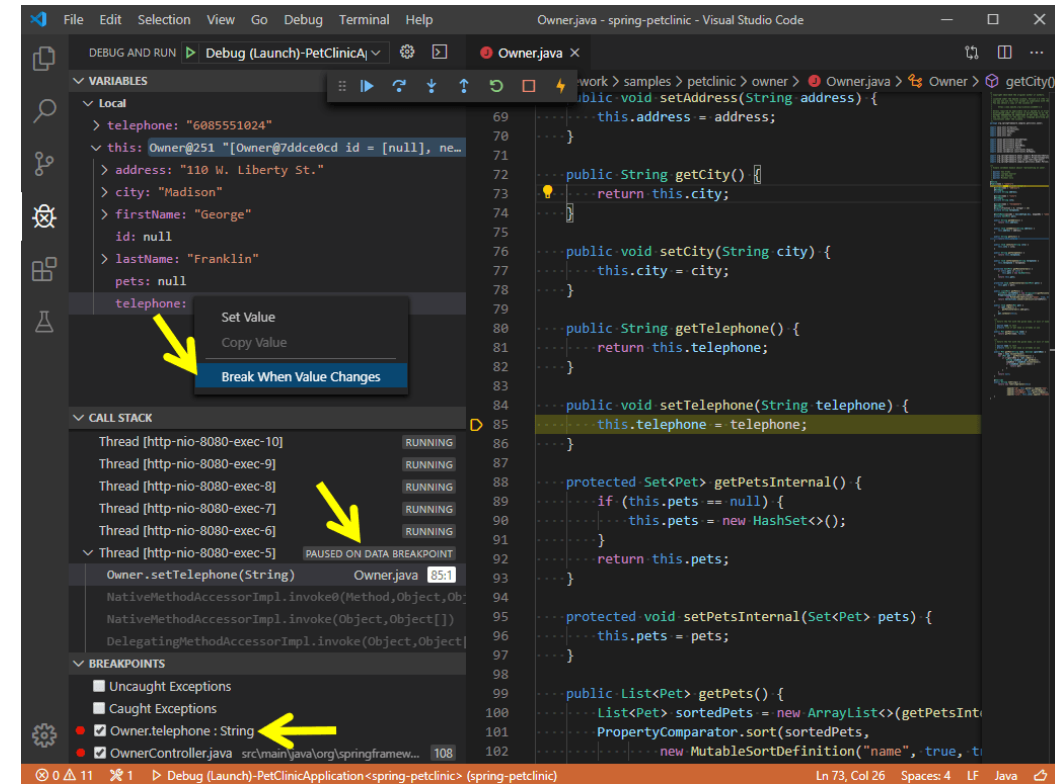 File Edit Selection View Go Debug Terminal Help
Owner.java - spring-petclinic - Visual Studio Code
DEBUG AND RUN Debug (Launch)-PetClinicA
Owner.java
ework > samples > petclinic > owner > Owner.java > Owner > getCity()
VARIABLES
Local
telephone: "6085551024"
this: Owner@251 "[Owner@7ddce0cd id = [null], ne…
address: "110 W. Liberty St."
city: "Madison"
firstName: "George"
id: null
lastName: "Franklin"
pets: null
telephone:
Set Value
Copy Value
Break When Value Changes
CALL STACK
Thread [http-nio-8080-exec-10] RUNNING
Thread [http-nio-8080-exec-9] RUNNING
Thread [http-nio-8080-exec-8] RUNNING
Thread [http-nio-8080-exec-7] RUNNING
Thread [http-nio-8080-exec-6] RUNNING
Thread [http-nio-8080-exec-5] PAUSED ON DATA BREAKPOINT
Owner.setTelephone(String) Owner.java 85:1
NativeMethodAccessorImpl.invoke0(Method,Object,Obj
NativeMethodAccessorImpl.invoke(Object,Object[])
DelegatingMethodAccessorImpl.invoke(Object,Object[
BREAKPOINTS
Uncaught Exceptions
Caught Exceptions
Owner.telephone : String
OwnerController.java src\main\java\org\springframew... 108
public void setAddress(String address) {
69 this.address = address;
70 }
71
72 public String getCity() {
73 return this.city;
74 }
75
76 public void setCity(String city) {
77 this.city = city;
78 }
79
80 public String getTelephone() {
81 return this.telephone;
82 }
83
84 public void setTelephone(String telephone) {
85 this.telephone = telephone;
86 }
87
88 protected Set<Pet> getPetsInternal() {
89 if (this.pets == null) {
90 this.pets = new HashSet<>();
91 }
92 return this.pets;
93 }
94
95 protected void setPetsInternal(Set<Pet> pets) {
96 this.pets = pets;
97 }
98
99 public List<Pet> getPets() {
100 List<Pet> sortedPets = new ArrayList<>(getPetsInt
101 PropertyComparator.sort(sortedPets,
102 new MutableSortDefinition("name", true, t
0 11 1 Debug (Launch)-PetClinicApplication<spring-petclinic> (spring-petclinic)
Ln 73, Col 26 Spaces: 4 LF Java